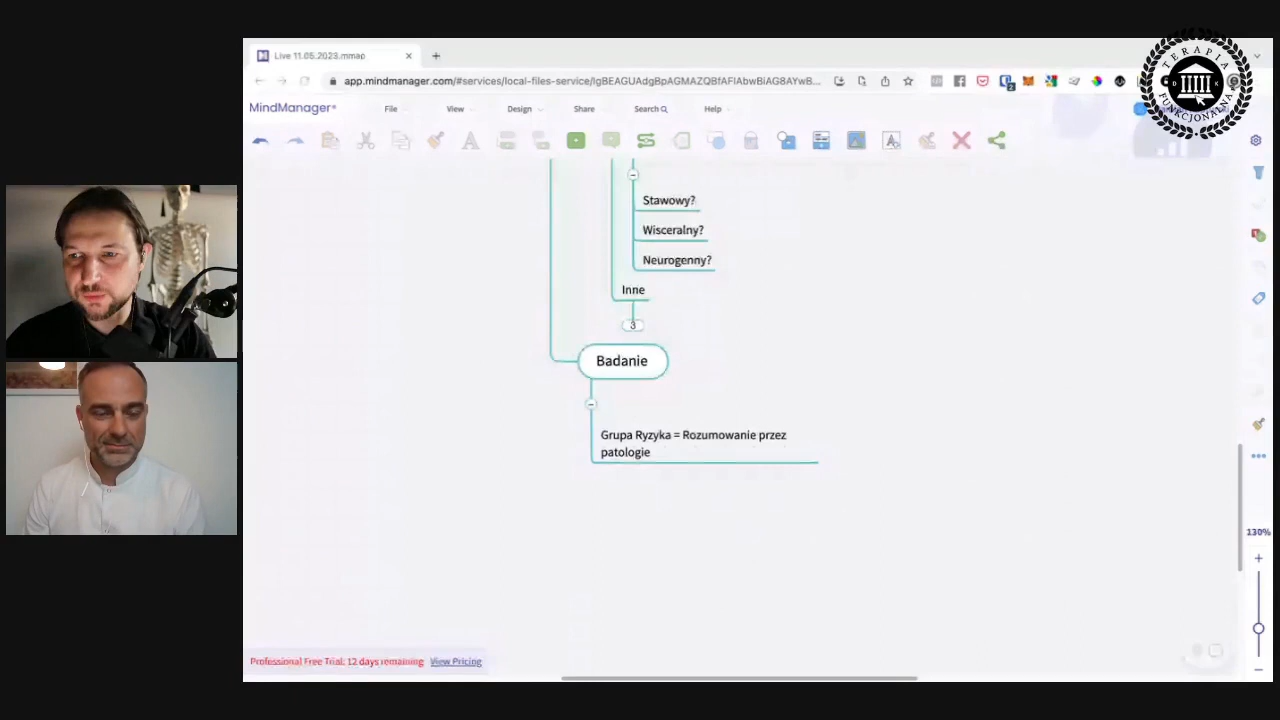 Live 11.05.2023.mmap
app.mindmanager.com/#services/local-files-service/
MindManager
File View Design Share Search Help
Stawowy?
Wisceralny?
Neurogenny?
Inne
3
Badanie
Grupa Ryzyka = Rozumowanie przez
patologie
130%
Professional Free Trial: 12 days remaining View Pricing
TERAPIA
FUNKCJONALNA